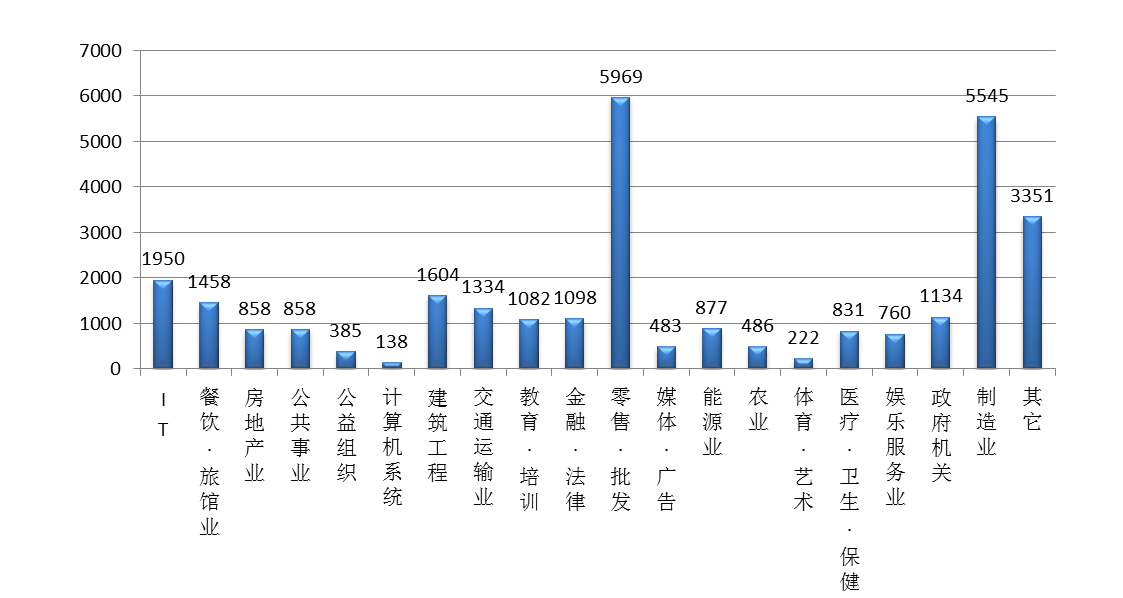 7000
6000
5000
4000
3000
2000
1000
0
1950
1458
858
858
385
138
1604
1334
1082
1098
5969
483
877
486
222
831
760
1134
5545
3351
IT
餐饮·旅馆业
房地产业
公共事业
公益组织
计算机系统
建筑工程
交通运输业
教育·培训
金融·法律
零售·批发
媒体·广告
能源业
农业
体育·艺术
医疗·卫生·保健
娱乐服务业
政府机关
制造业
其它